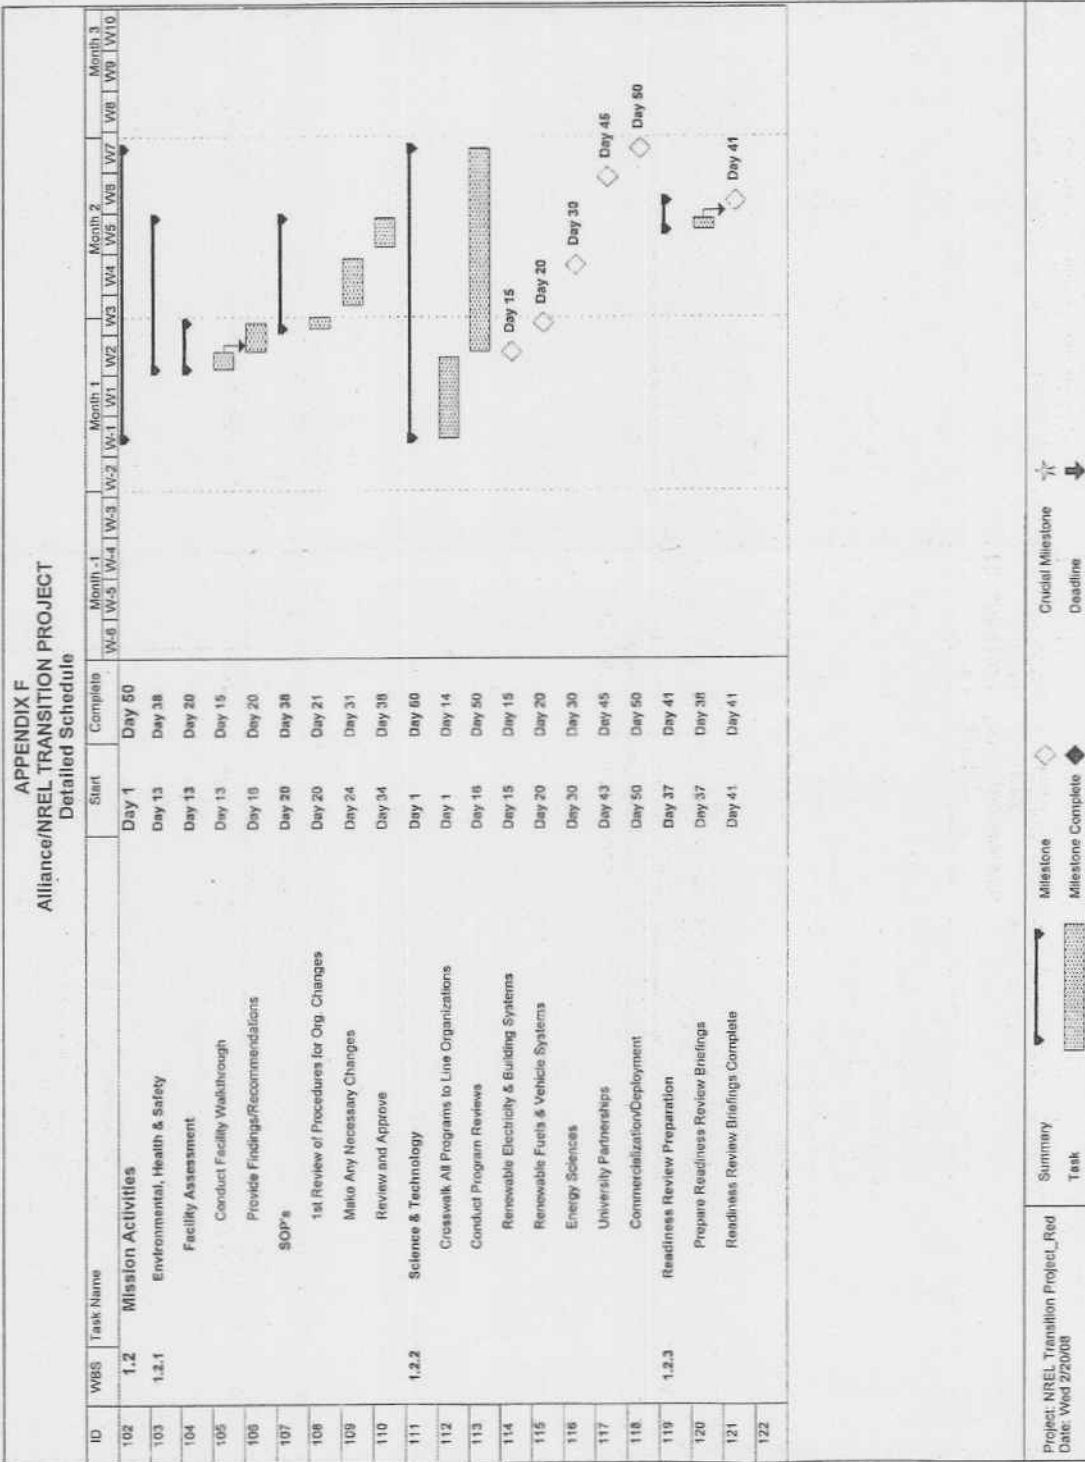 APPENDIX F
Alliance/NREL TRANSITION PROJECT
Detailed Schedule
ID WBS Task Name Start Complete Month -1 Month 1 Month 2 Month 3
W-6 W-5 W-4 W-3 W-2 W-1 W1 W2 W3 W4 W5 W6 W7 W8 W9 W10
102 1.2 Mission Activities Day 1 Day 50
103 1.2.1 Environmental, Health & Safety Day 13 Day 38
104 Facility Assessment Day 13 Day 20
105 Conduct Facility Walkthrough Day 13 Day 15
106 Provide Findings/Recommendations Day 16 Day 20
107 SOP's Day 20 Day 38
108 1st Review of Procedures for Org. Changes Day 20 Day 21
109 Make Any Necessary Changes Day 24 Day 31
110 Review and Approve Day 34 Day 38
111 1.2.2 Science & Technology Day 1 Day 50
112 Crosswalk All Programs to Line Organizations Day 1 Day 14
113 Conduct Program Reviews Day 16 Day 50
114 Renewable Electricity & Building Systems Day 15 Day 15 Day 15
115 Renewable Fuels & Vehicle Systems Day 20 Day 20 Day 20
116 Energy Sciences Day 30 Day 30 Day 30
117 University Partnerships Day 43 Day 45 Day 45
118 Commercialization/Deployment Day 50 Day 50 Day 50
119 1.2.3 Readiness Review Preparation Day 37 Day 41
120 Prepare Readiness Review Briefings Day 37 Day 38
121 Readiness Review Briefings Complete Day 41 Day 41 Day 41
122
Project: NREL Transition Project_Red
Date: Wed 2/20/08
Summary Milestone Crucial Milestone
Task Milestone Complete Deadline